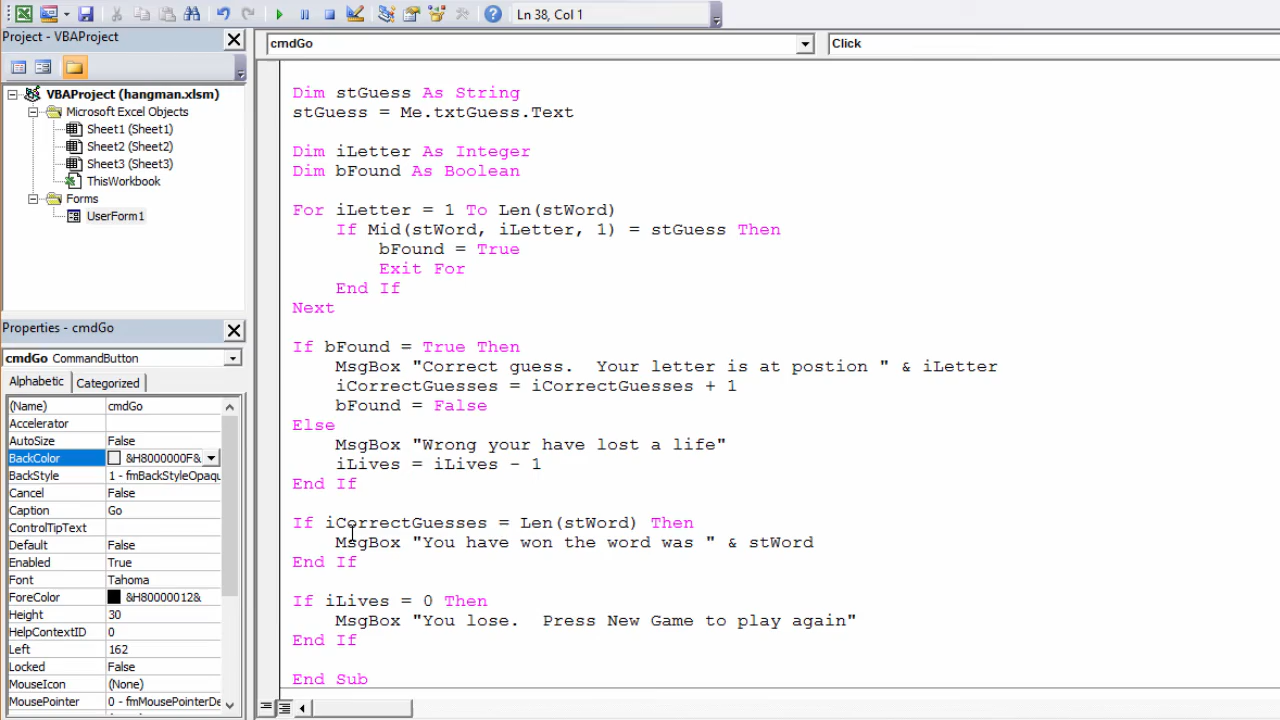 Ln 38, Col 1
Project - VBAProject
VBAProject (hangman.xlsm)
Microsoft Excel Objects
Sheet1 (Sheet1)
Sheet2 (Sheet2)
Sheet3 (Sheet3)
ThisWorkbook
Forms
UserForm1
Properties - cmdGo
cmdGo CommandButton
Alphabetic Categorized
(Name) cmdGo
Accelerator
AutoSize False
BackColor &H8000000F&
BackStyle 1 - fmBackStyleOpaqu
Cancel False
Caption Go
ControlTipText
Default False
Enabled True
Font Tahoma
ForeColor &H80000012&
Height 30
HelpContextID 0
Left 162
Locked False
MouseIcon (None)
MousePointer 0 - fmMousePointerDe
cmdGo Click
Dim stGuess As String
stGuess = Me.txtGuess.Text
Dim iLetter As Integer
Dim bFound As Boolean
For iLetter = 1 To Len(stWord)
If Mid(stWord, iLetter, 1) = stGuess Then
bFound = True
Exit For
End If
Next
If bFound = True Then
MsgBox "Correct guess.  Your letter is at postion " & iLetter
iCorrectGuesses = iCorrectGuesses + 1
bFound = False
Else
MsgBox "Wrong your have lost a life"
iLives = iLives - 1
End If
If iCorrectGuesses = Len(stWord) Then
MsgBox "You have won the word was " & stWord
End If
If iLives = 0 Then
MsgBox "You lose.  Press New Game to play again"
End If
End Sub